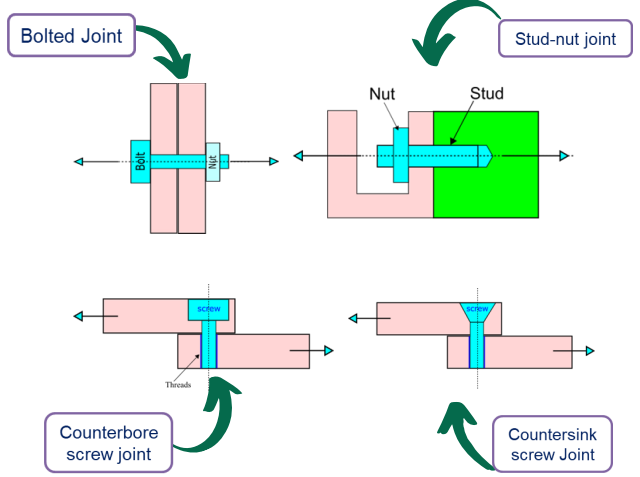 Bolted Joint
Stud-nut joint
Nut
Stud
Bolt
Nut
screw
screw
Threads
Counterbore
screw joint
Countersink
screw Joint